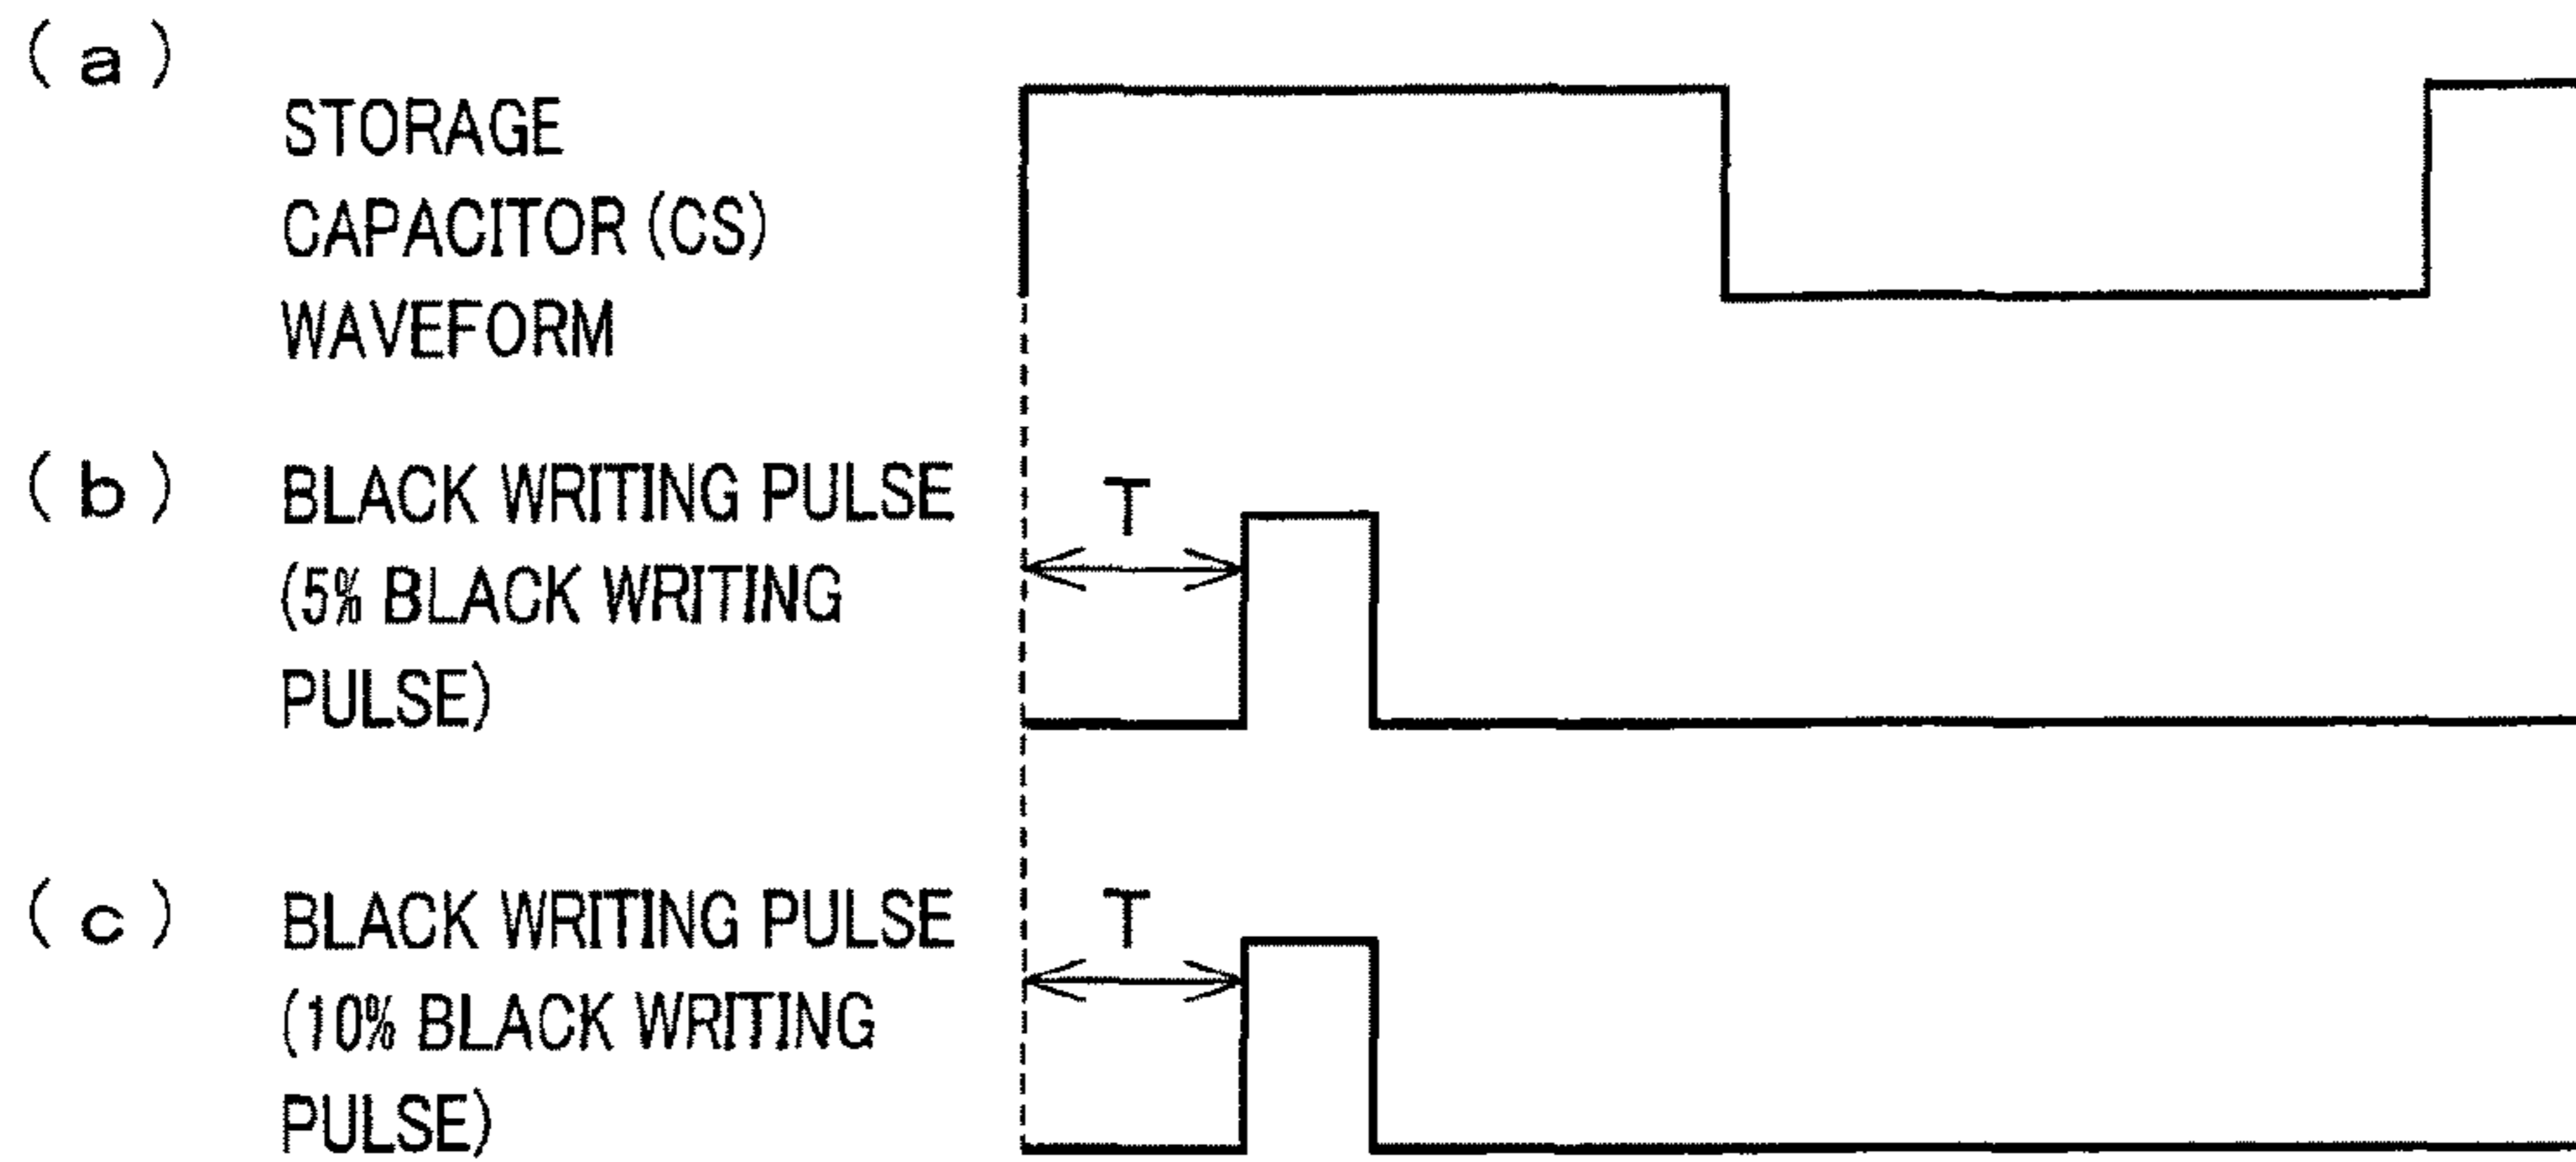 (a)
STORAGE
CAPACITOR (CS)
WAVEFORM
(b) BLACK WRITING PULSE
(5% BLACK WRITING
PULSE)
T
(c) BLACK WRITING PULSE
(10% BLACK WRITING
PULSE)
T